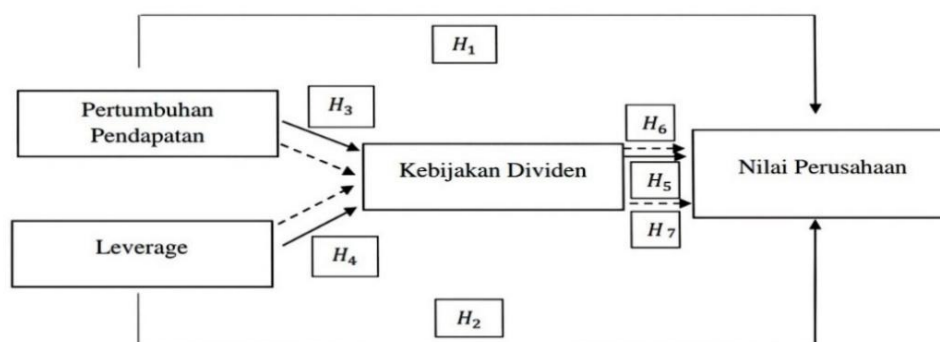 H₁
Pertumbuhan
Pendapatan
H₃
H₆
Kebijakan Dividen
Nilai Perusahaan
H₅
Leverage
H₄
H₇
H₂